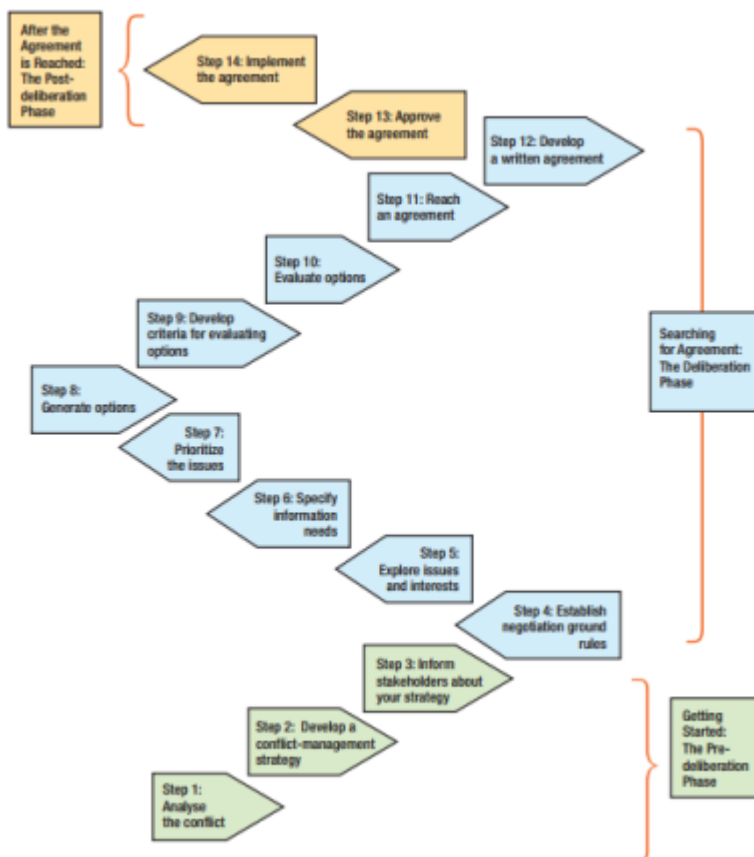 After the
Agreement
is Reached:
The Post-
deliberation
Phase
Step 14: Implement
the agreement
Step 13: Approve
the agreement
Step 12: Develop
a written agreement
Step 11: Reach
an agreement
Step 10:
Evaluate options
Step 9: Develop
criteria for evaluating
options
Searching
for Agreement:
The Deliberation
Phase
Step 8:
Generate options
Step 7:
Prioritize
the issues
Step 6: Specify
information
needs
Step 5:
Explore issues
and interests
Step 4: Establish
negotiation ground
rules
Step 3: Inform
stakeholders about
your strategy
Step 2: Develop a
conflict-management
strategy
Getting
Started:
The Pre-
deliberation
Phase
Step 1:
Analyse
the conflict